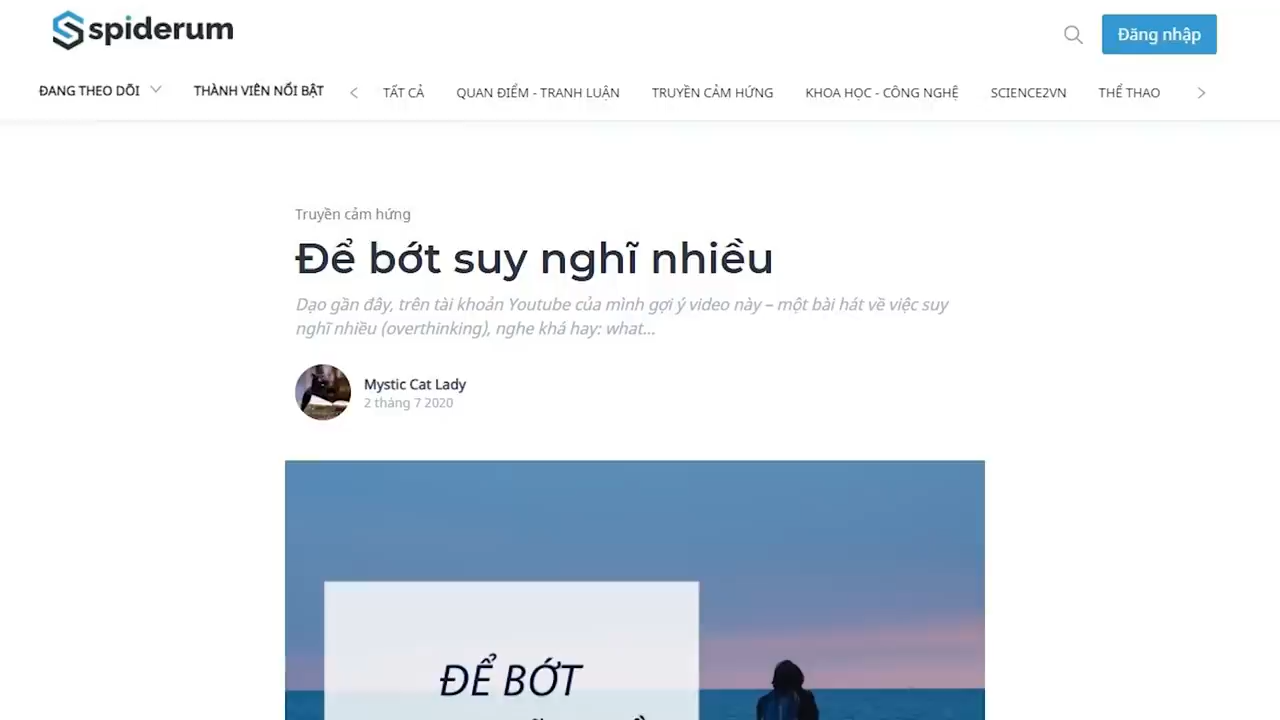 spiderum
Đăng nhập
ĐANG THEO DÕI THÀNH VIÊN NỔI BẬT TẤT CẢ QUAN ĐIỂM - TRANH LUẬN TRUYỀN CẢM HỨNG KHOA HỌC - CÔNG NGHỆ SCIENCE2VN THỂ THAO
Truyền cảm hứng
Để bớt suy nghĩ nhiều
Dạo gần đây, trên tài khoản Youtube của mình gợi ý video này – một bài hát về việc suy
nghĩ nhiều (overthinking), nghe khá hay: what...
Mystic Cat Lady
2 tháng 7 2020
ĐỂ BỚT